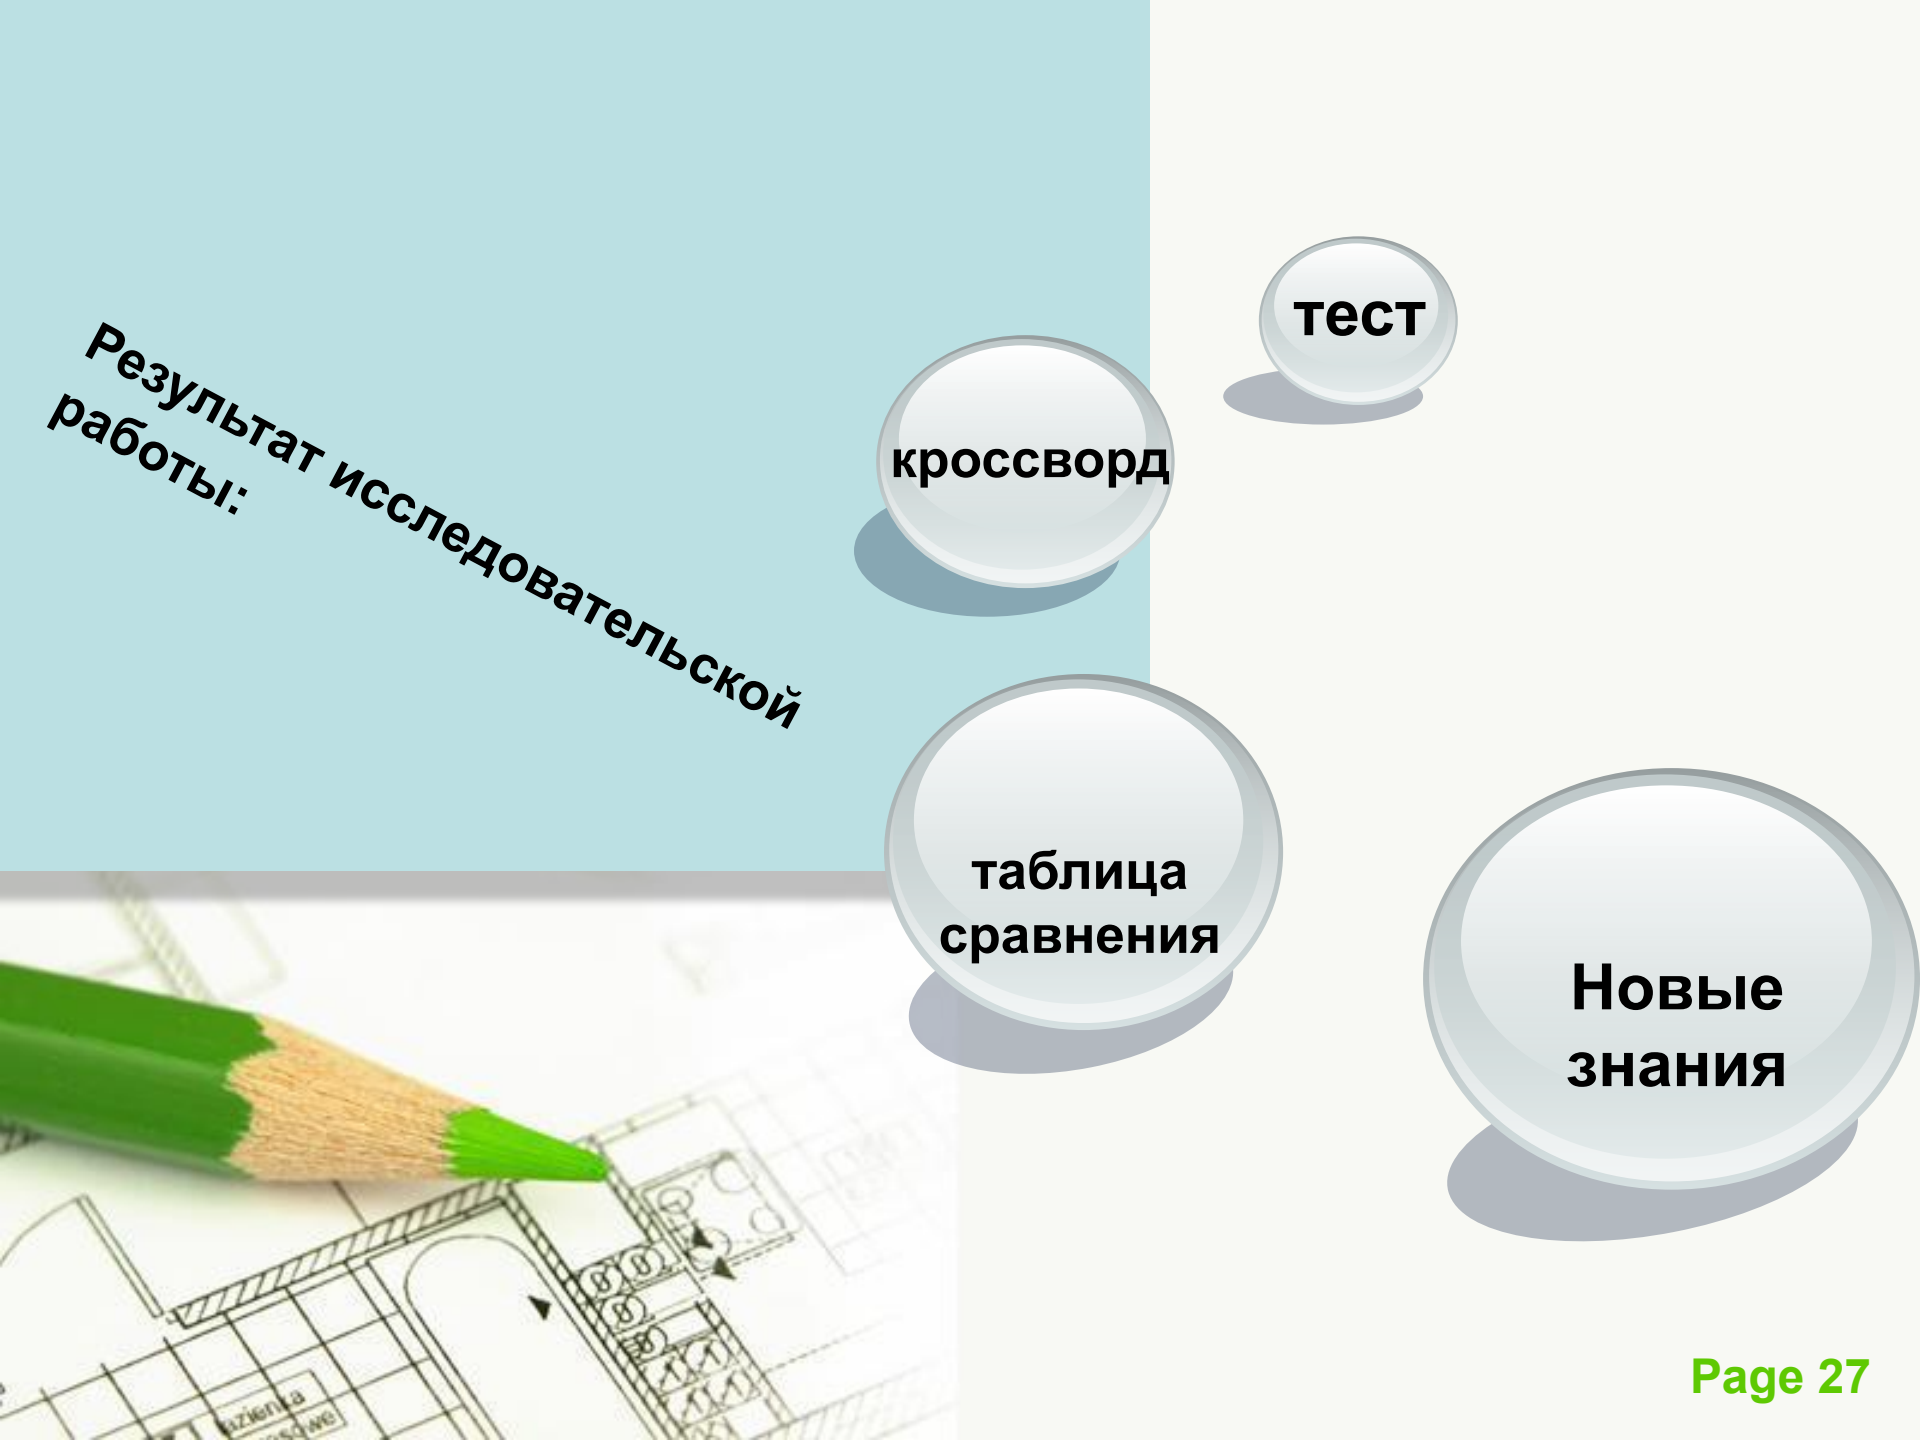 Результат исследовательской
работы:
тест
кроссворд
таблица
сравнения
Новые
знания
Page 27